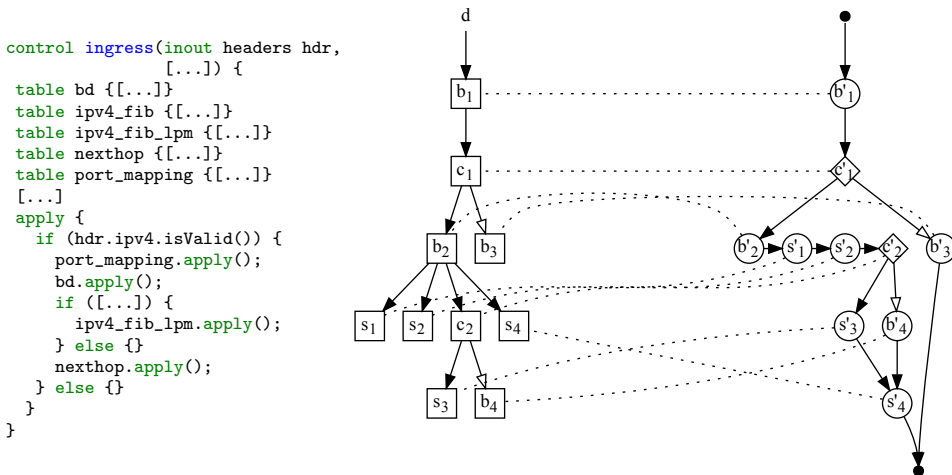 control ingress(inout headers hdr,
[...]) {
table bd {[...]}
table ipv4_fib {[...]}
table ipv4_fib_lpm {[...]}
table nexthop {[...]}
table port_mapping {[...]}
[...]
apply {
if (hdr.ipv4.isValid()) {
port_mapping.apply();
bd.apply();
if ([...]) {
ipv4_fib_lpm.apply();
} else {}
nexthop.apply();
} else {}
}
}
d
b₁
c₁
b₂ b₃
s₁ s₂ c₂ s₄
s₃ b₄
b'₁
c'₁
b'₂ s'₁ s'₂ c'₂ b'₃
s'₃ b'₄
s'₄